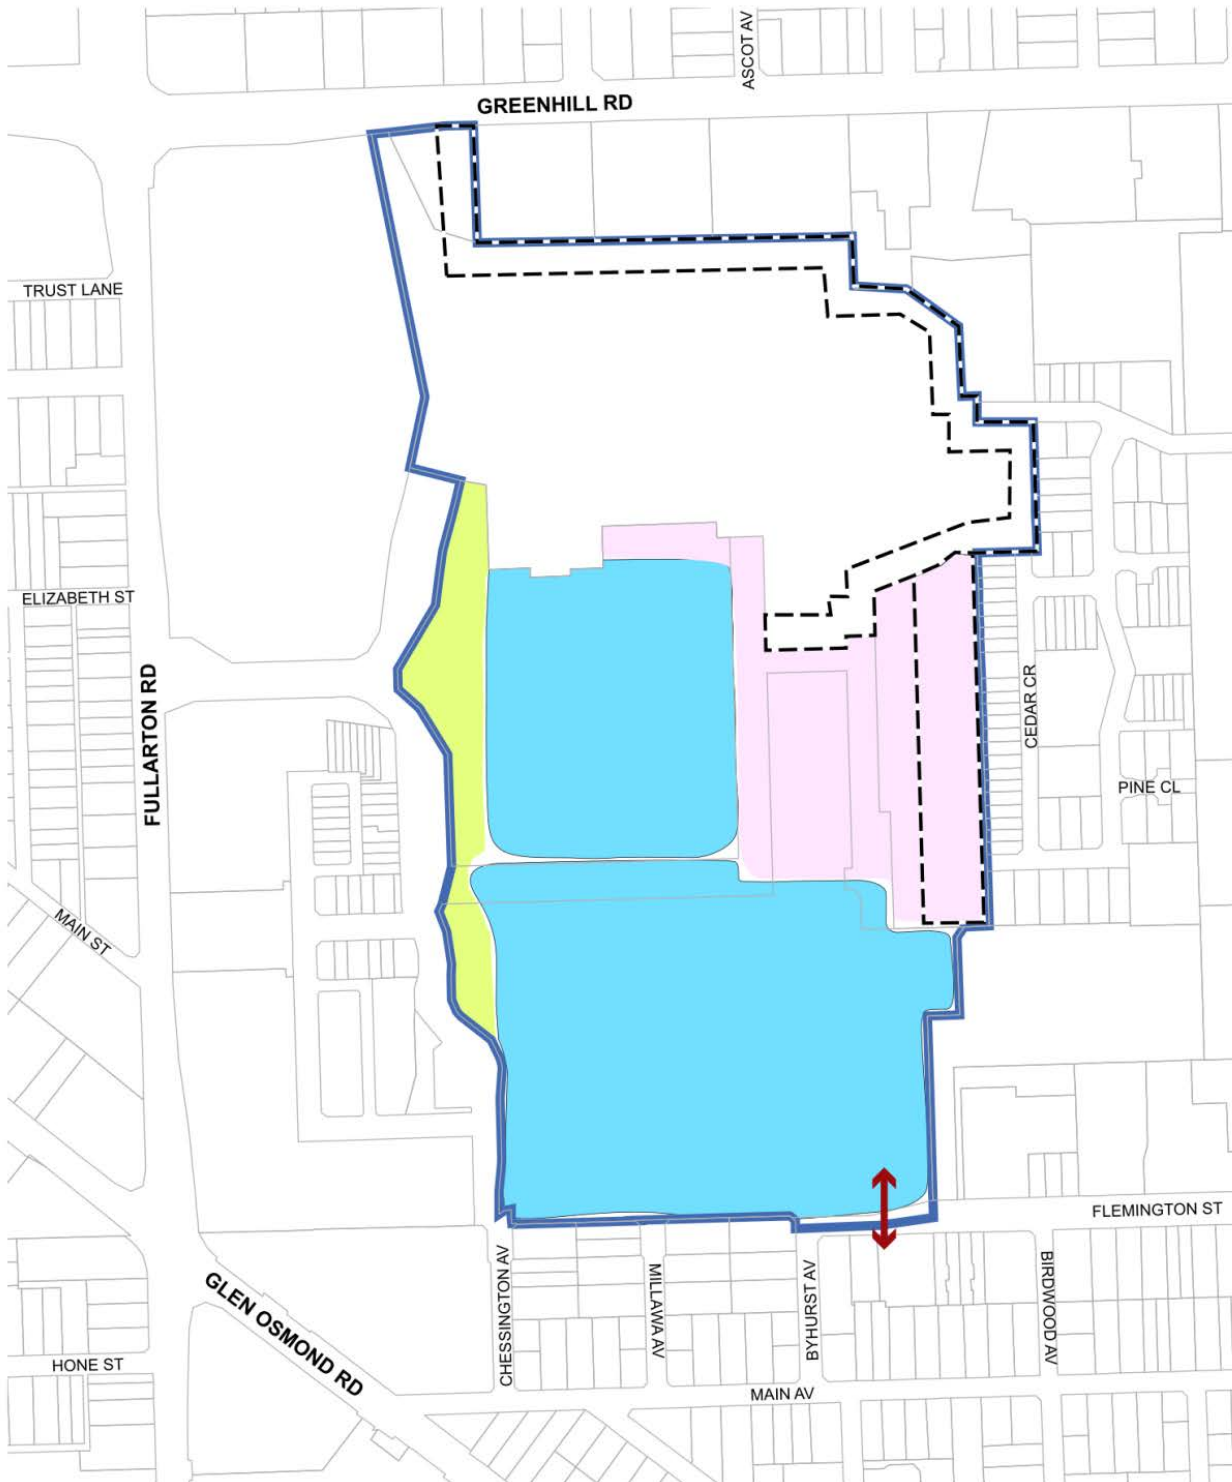 ASCOT AV
GREENHILL RD
TRUST LANE
ELIZABETH ST
FULLARTON RD
CEDAR CR
PINE CL
MAIN ST
FLEMINGTON ST
CHESSINGTON AV
MILLAWA AV
BYHURST AV
BIRDWOOD AV
GLEN OSMOND RD
HONE ST
MAIN AV